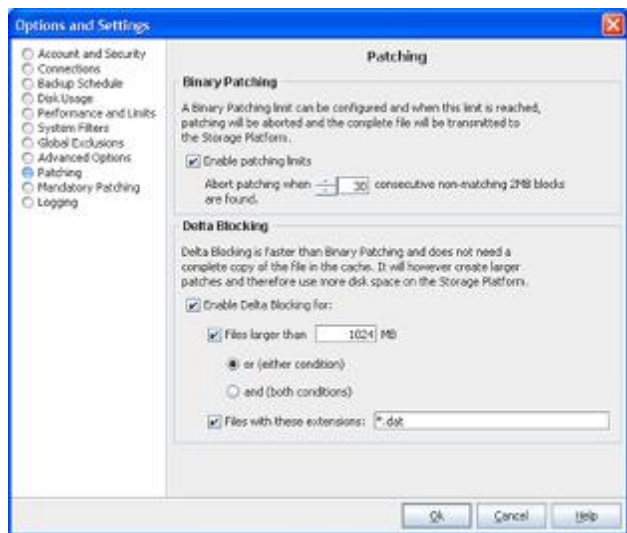 Options and Settings
Account and Security
Connections
Backup Schedule
Disk Usage
Performance and Limits
System Filters
Global Exclusions
Advanced Options
Patching
Mandatory Patching
Logging
Patching
Binary Patching
A Binary Patching limit can be configured and when this limit is reached,
patching will be aborted and the complete file will be transmitted to
the Storage Platform.
Enable patching limits
Abort patching when 30 consecutive non-matching 2MB blocks
are found.
Delta Blocking
Delta Blocking is faster than Binary Patching and does not need a
complete copy of the file in the cache. It will however create larger
patches and therefore use more disk space on the Storage Platform.
Enable Delta Blocking for:
Files larger than 1024 MB
or (either condition)
and (both conditions)
Files with these extensions: *.dat
Ok Cancel Help